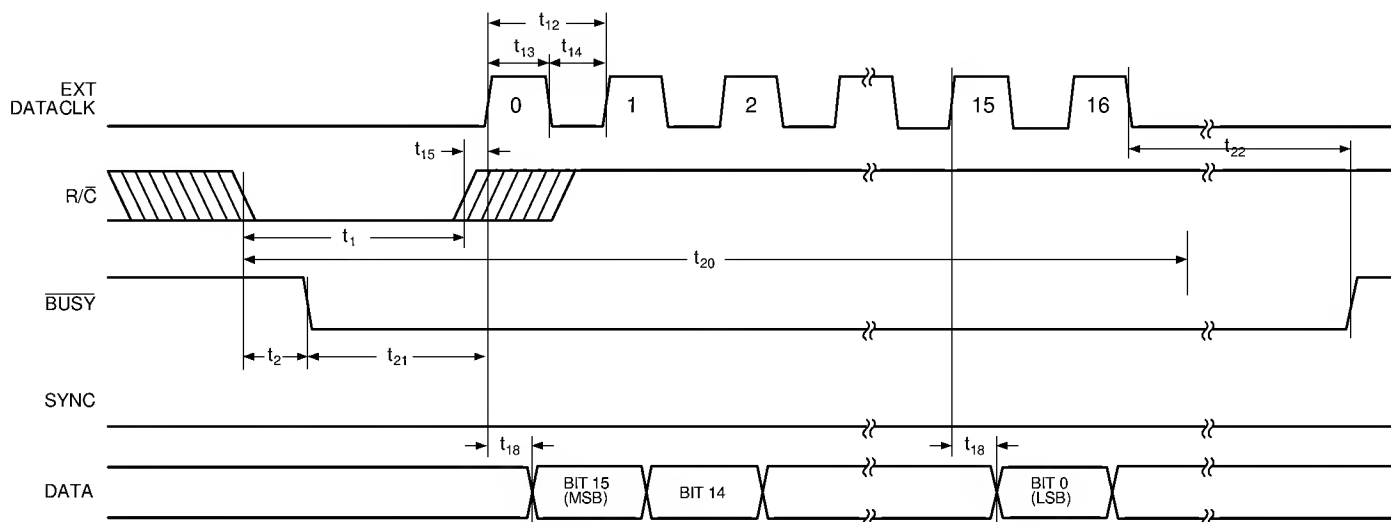 t12
t13 t14
EXT
DATACLK
0 1 2 15 16
t15
t22
R/C̅
t1
t20
B̅U̅S̅Y̅
t2 t21
SYNC
t18 t18
DATA
BIT 15
(MSB)
BIT 14
BIT 0
(LSB)